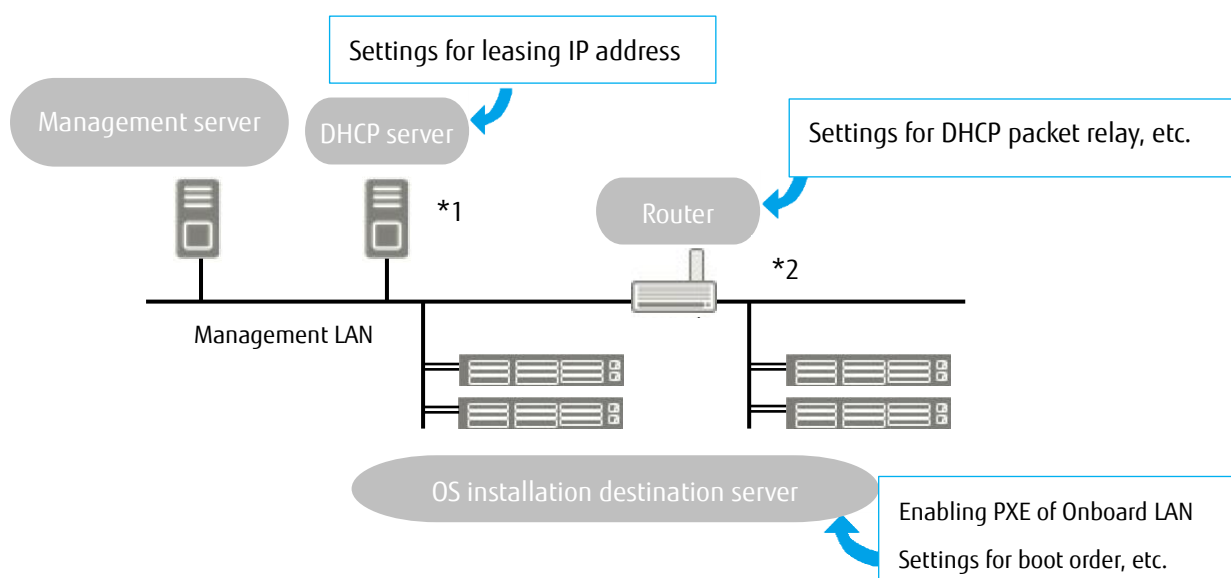 Settings for leasing IP address
Management server
DHCP server
Settings for DHCP packet relay, etc.
*1
Router
*2
Management LAN
OS installation destination server
Enabling PXE of Onboard LAN
Settings for boot order, etc.